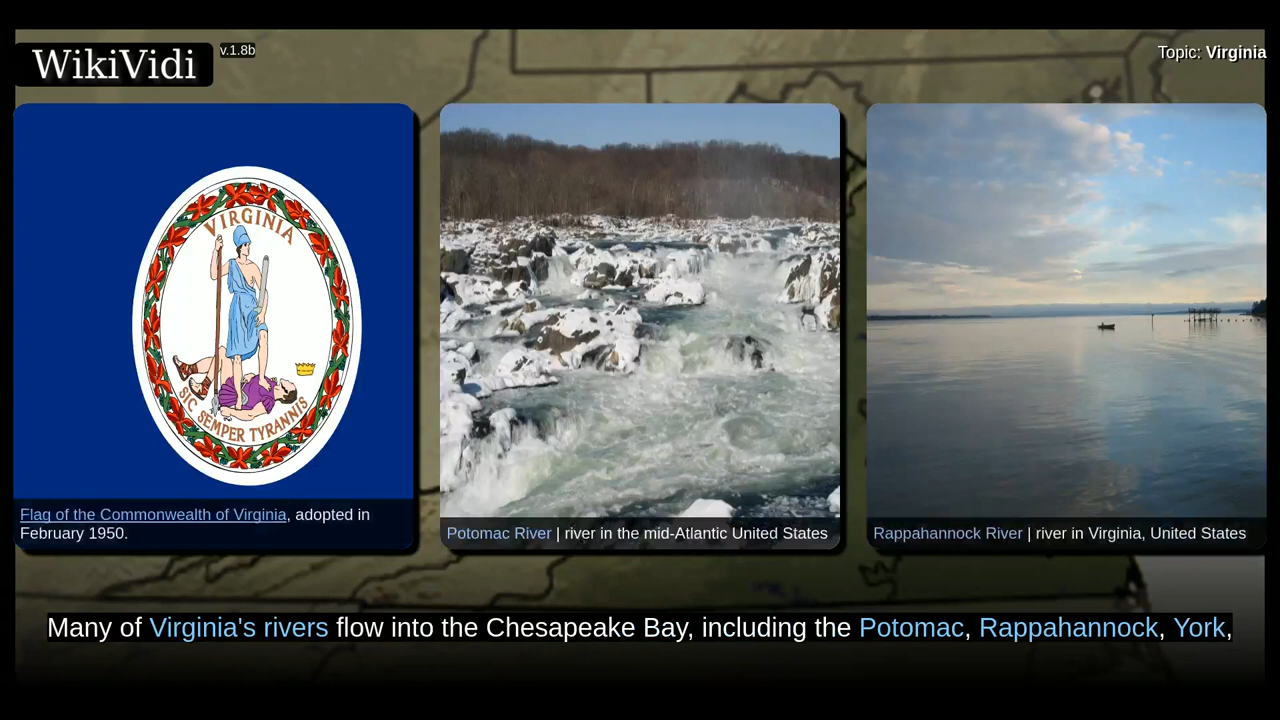 WikiVidi
v.1.8b
Topic: Virginia
VIRGINIA
SIC SEMPER TYRANNIS
Flag of the Commonwealth of Virginia, adopted in
February 1950.
Potomac River | river in the mid-Atlantic United States
Rappahannock River | river in Virginia, United States
Many of Virginia's rivers flow into the Chesapeake Bay, including the Potomac, Rappahannock, York,